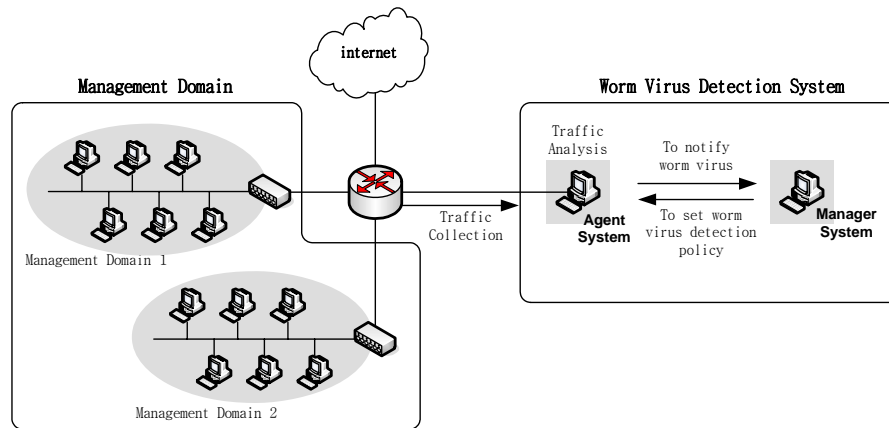 internet
Management Domain
Worm Virus Detection System
Traffic
Analysis
To notify
worm virus
Agent
System
Manager
System
To set worm
virus detection
policy
Traffic
Collection
Management Domain 1
Management Domain 2